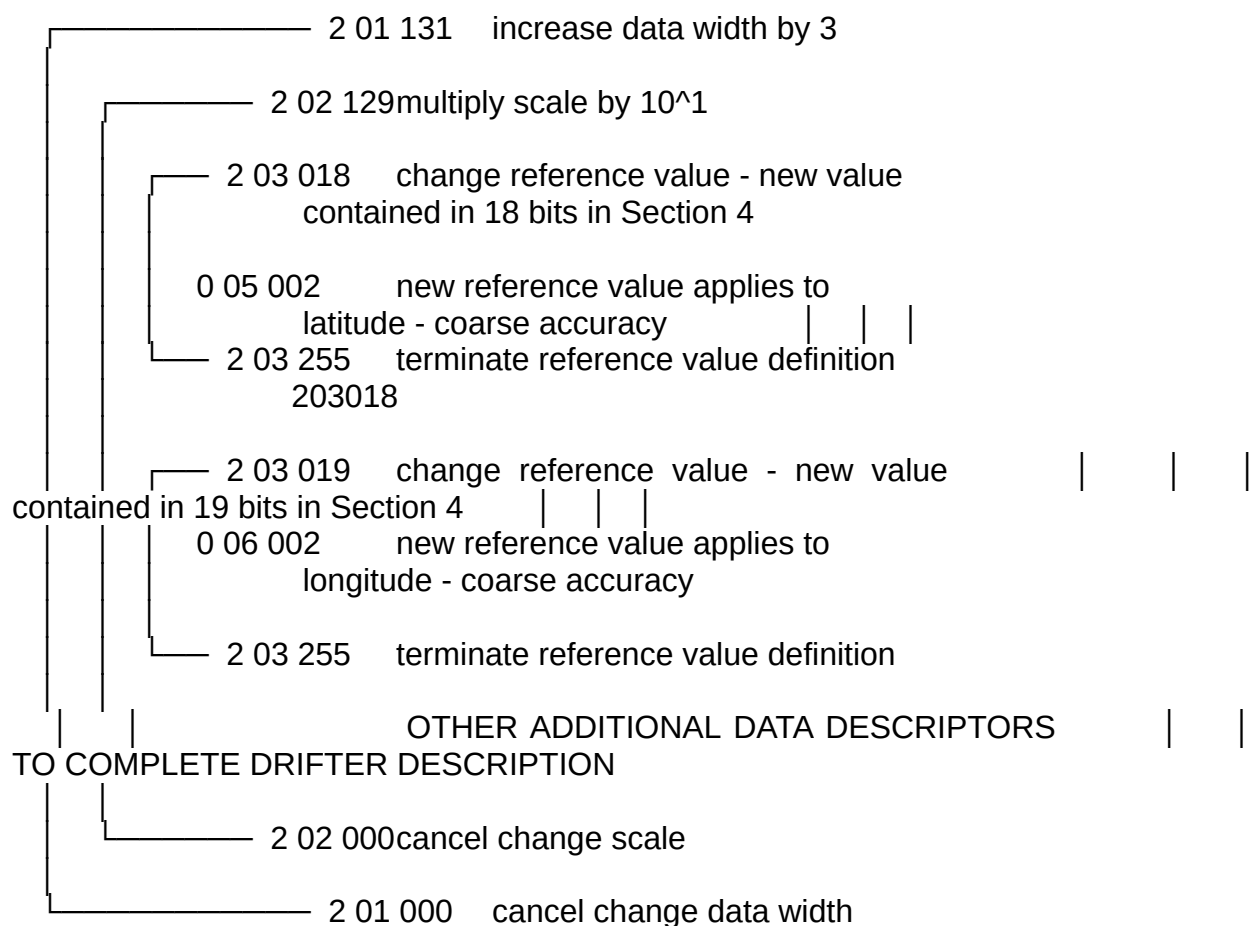 2 01 131 increase data width by 3
2 02 129multiply scale by 10^1
2 03 018 change reference value - new value
contained in 18 bits in Section 4
0 05 002 new reference value applies to
latitude - coarse accuracy │ │ │
2 03 255 terminate reference value definition
203018
2 03 019 change reference value - new value │ │ │
contained in 19 bits in Section 4 │ │ │
0 06 002 new reference value applies to
longitude - coarse accuracy
2 03 255 terminate reference value definition
│ │ OTHER ADDITIONAL DATA DESCRIPTORS │ │
TO COMPLETE DRIFTER DESCRIPTION
2 02 000cancel change scale
2 01 000 cancel change data width